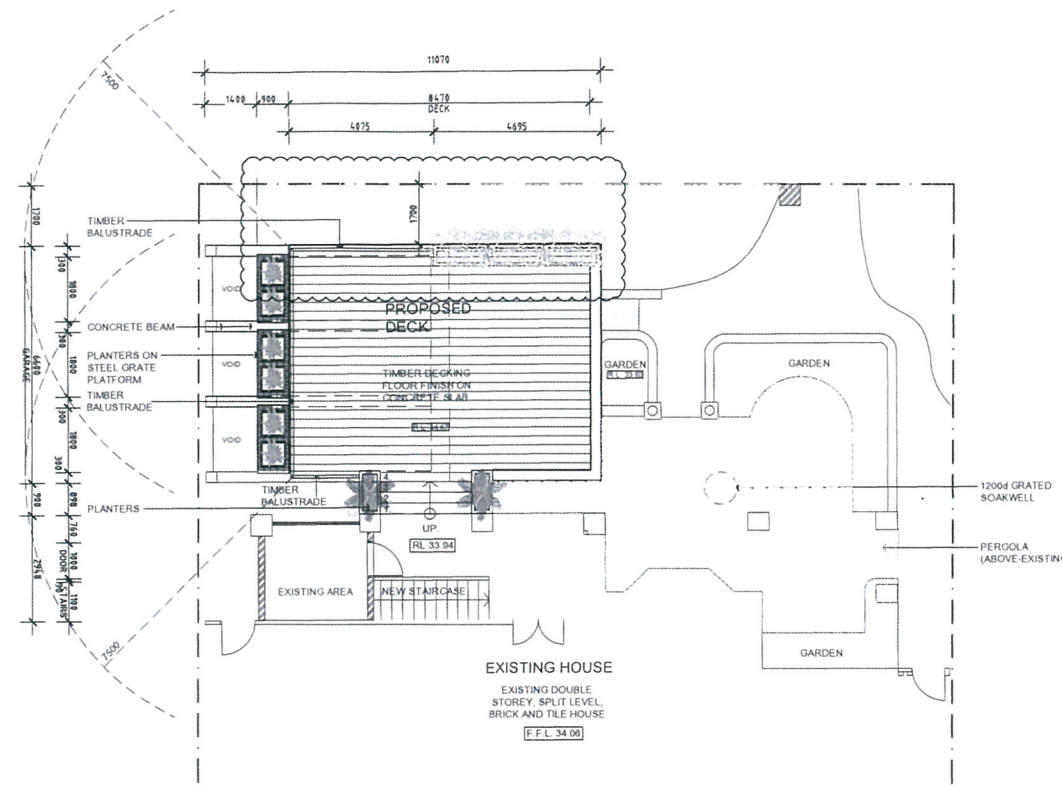 11070
1400
900
8470
DECK
4075
4695
7500
1700
1700
TIMBER
BALUSTRADE
300
1800
VOID
PROPOSED
DECK
CONCRETE BEAM
300
GARAGE
6600
1800
PLANTERS ON
STEEL GRATE
PLATFORM
VOID
TIMBER DECKING
FLOOR FINISH ON
CONCRETE SLAB
GARDEN
GARDEN
TIMBER
BALUSTRADE
300
1800
VOID
300
TIMBER
BALUSTRADE
4
2
900
898
PLANTERS
1200d GRATED
SOAKWELL
UP.
RL 33.94
760
2948
DOOR
1000
PERGOLA
(ABOVE-EXISTING
EXISTING AREA
NEW STAIRCASE
STAIRS
1100
7500
GARDEN
EXISTING HOUSE
EXISTING DOUBLE
STOREY, SPLIT LEVEL,
BRICK AND TILE HOUSE
F.F.L. 34.06